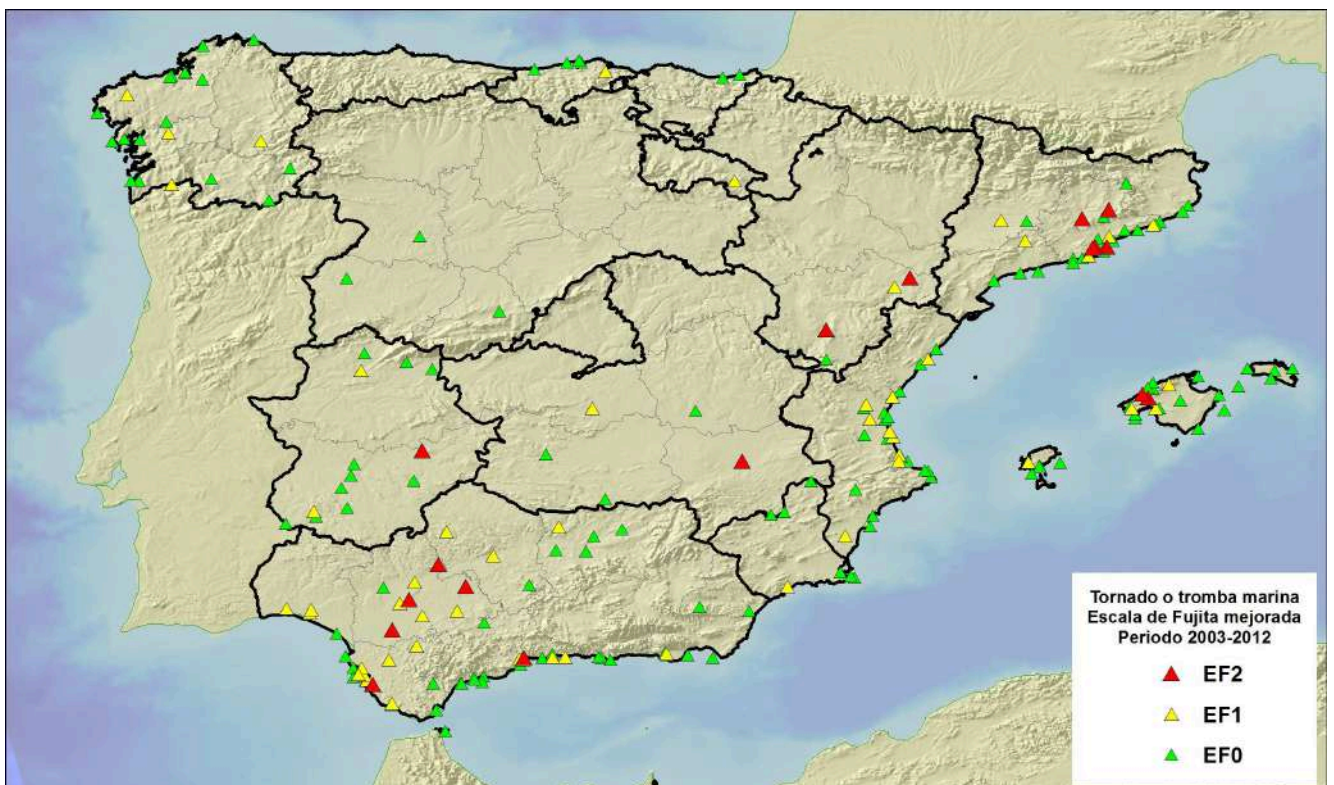 Tornado o tromba marina
Escala de Fujita mejorada
Periodo 2003-2012
EF2
EF1
EF0